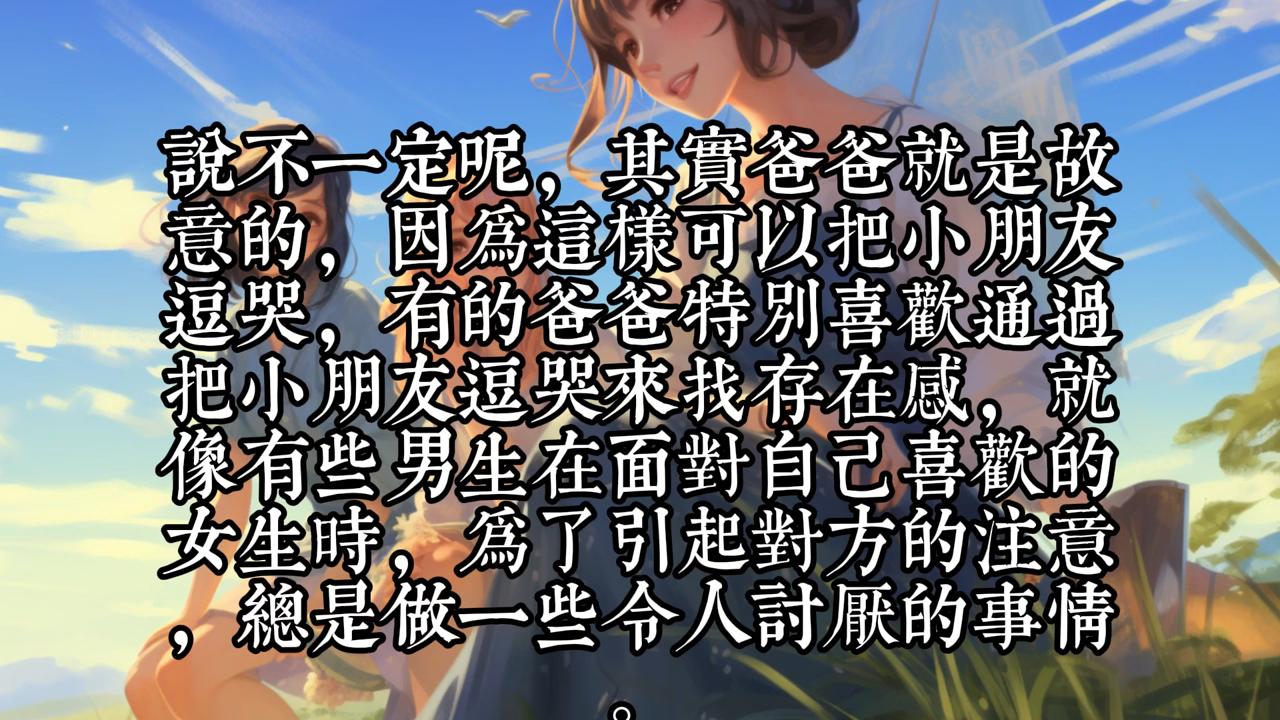 說不一定呢，其實爸爸就是故
意的，因爲這樣可以把小朋友
逗哭，有的爸爸特別喜歡通過
把小朋友逗哭來找存在感，就
像有些男生在面對自己喜歡的
女生時，爲了引起對方的注意
，總是做一些令人討厭的事情
。